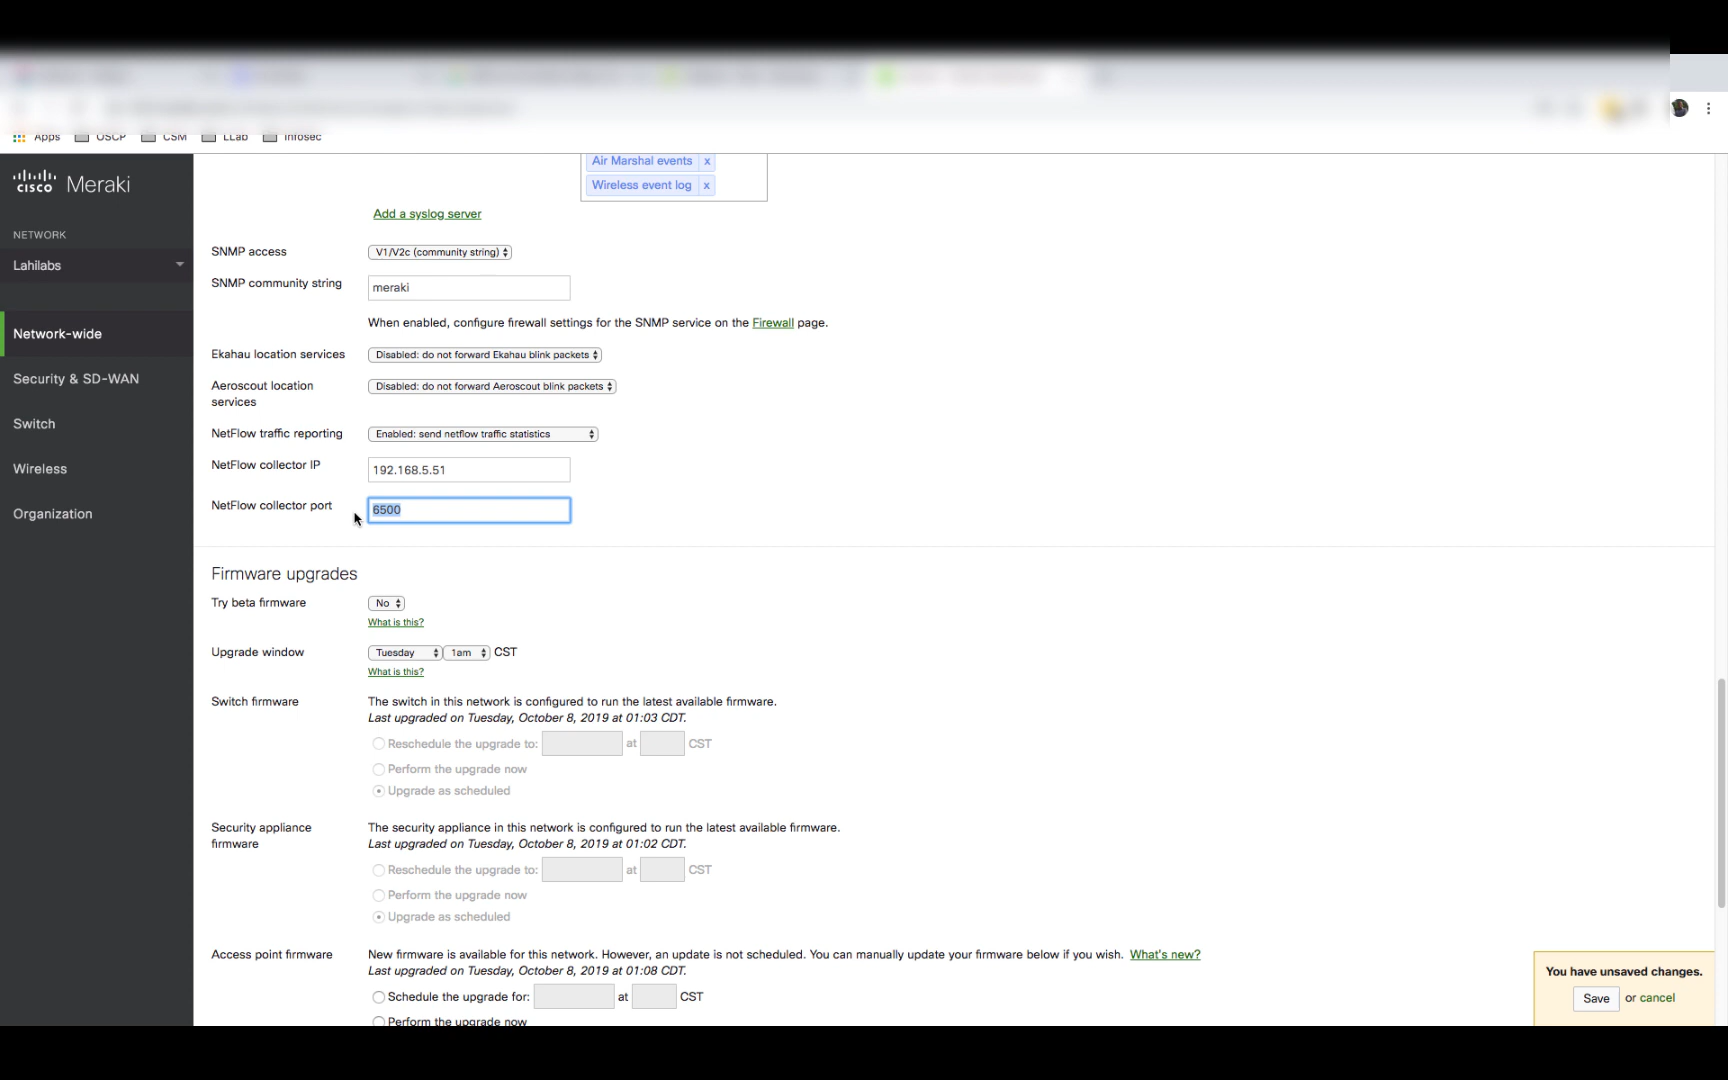 Apps OSCP CSM LLab Infosec
cisco Meraki
NETWORK
Lahilabs
Network-wide
Security & SD-WAN
Switch
Wireless
Organization
Air Marshal events x
Wireless event log x
Add a syslog server
SNMP access V1/V2c (community string)
SNMP community string meraki
When enabled, configure firewall settings for the SNMP service on the Firewall page.
Ekahau location services Disabled: do not forward Ekahau blink packets
Aeroscout location services Disabled: do not forward Aeroscout blink packets
NetFlow traffic reporting Enabled: send netflow traffic statistics
NetFlow collector IP 192.168.5.51
NetFlow collector port 6500
Firmware upgrades
Try beta firmware No
What is this?
Upgrade window Tuesday 1am CST
What is this?
Switch firmware The switch in this network is configured to run the latest available firmware.
Last upgraded on Tuesday, October 8, 2019 at 01:03 CDT.
Reschedule the upgrade to: at CST
Perform the upgrade now
Upgrade as scheduled
Security appliance firmware The security appliance in this network is configured to run the latest available firmware.
Last upgraded on Tuesday, October 8, 2019 at 01:02 CDT.
Reschedule the upgrade to: at CST
Perform the upgrade now
Upgrade as scheduled
Access point firmware New firmware is available for this network. However, an update is not scheduled. You can manually update your firmware below if you wish. What's new?
Last upgraded on Tuesday, October 8, 2019 at 01:08 CDT.
Schedule the upgrade for: at CST
Perform the upgrade now
You have unsaved changes.
Save or cancel